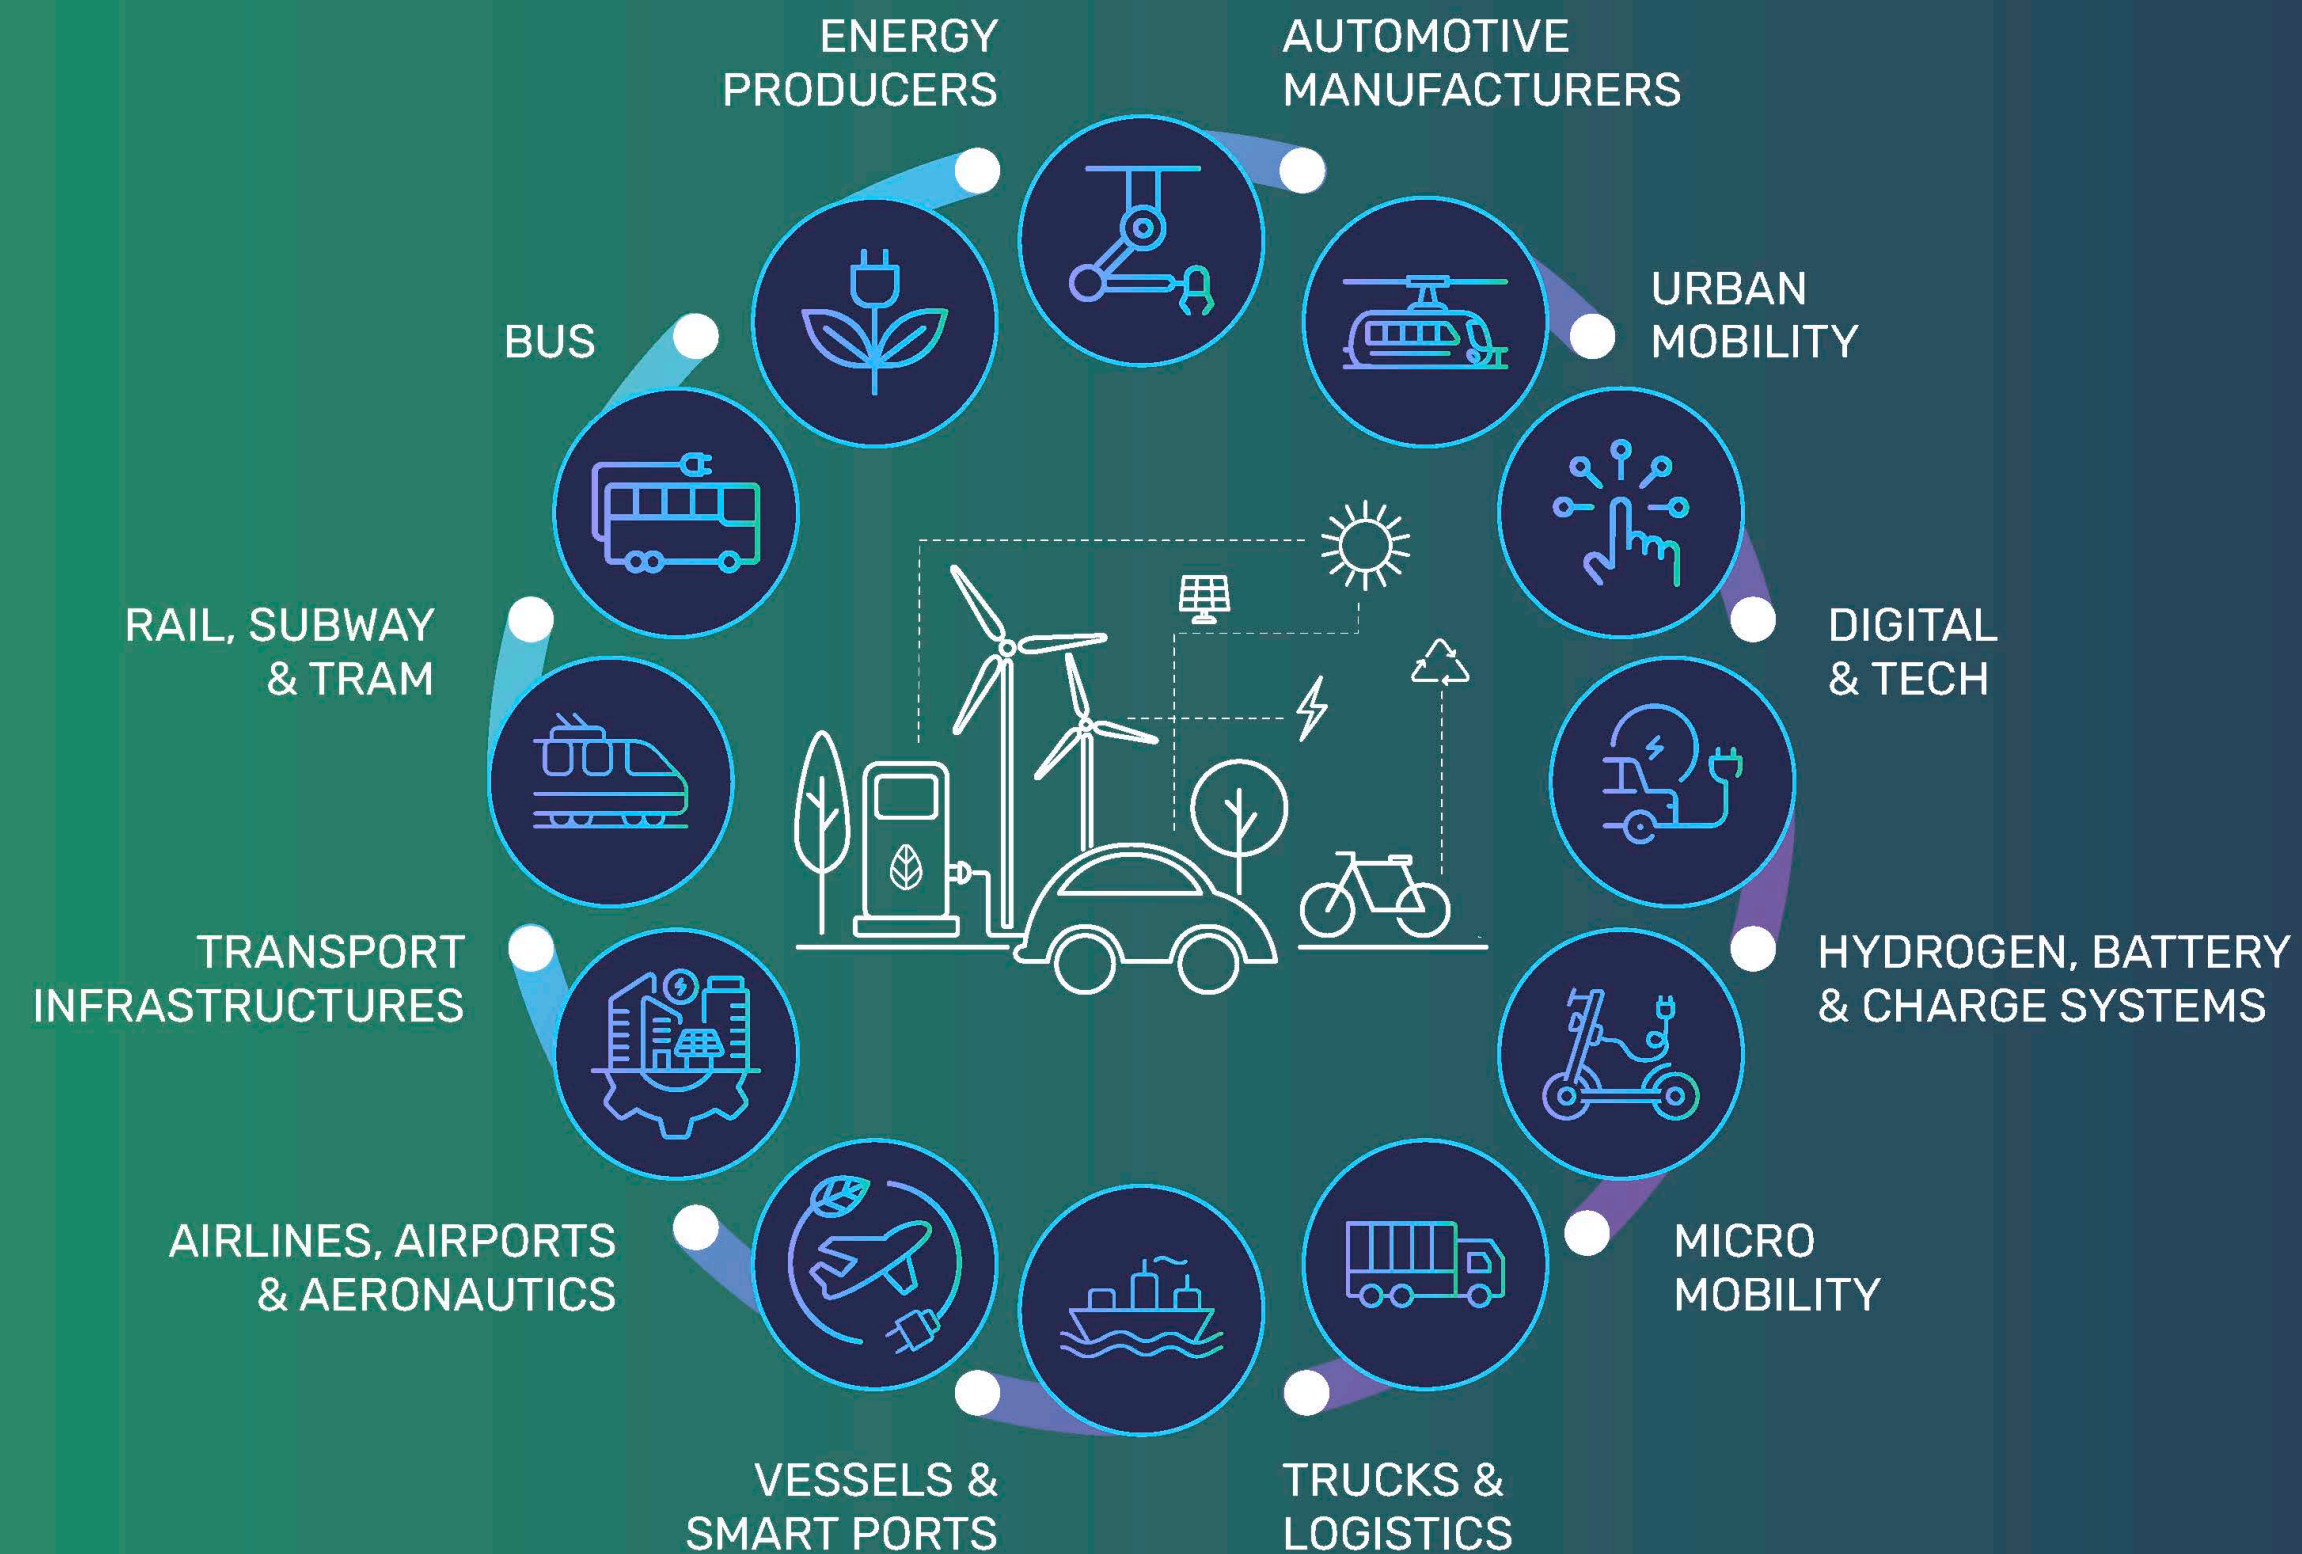 ENERGY
PRODUCERS
AUTOMOTIVE
MANUFACTURERS
URBAN
MOBILITY
BUS
RAIL, SUBWAY
& TRAM
DIGITAL
& TECH
TRANSPORT
INFRASTRUCTURES
HYDROGEN, BATTERY
& CHARGE SYSTEMS
AIRLINES, AIRPORTS
& AERONAUTICS
MICRO
MOBILITY
VESSELS &
SMART PORTS
TRUCKS &
LOGISTICS